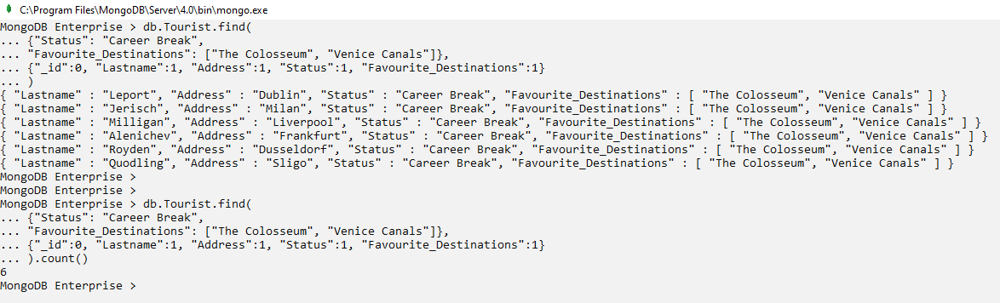 C:\Program Files\MongoDB\Server\4.0\bin\mongo.exe
MongoDB Enterprise > db.Tourist.find(
... {"Status": "Career Break",
... "Favourite_Destinations": ["The Colosseum", "Venice Canals"]},
... {"_id":0, "Lastname":1, "Address":1, "Status":1, "Favourite_Destinations":1}
... )
{ "Lastname" : "Leport", "Address" : "Dublin", "Status" : "Career Break", "Favourite_Destinations" : [ "The Colosseum", "Venice Canals" ] }
{ "Lastname" : "Jerisch", "Address" : "Milan", "Status" : "Career Break", "Favourite_Destinations" : [ "The Colosseum", "Venice Canals" ] }
{ "Lastname" : "Milligan", "Address" : "Liverpool", "Status" : "Career Break", "Favourite_Destinations" : [ "The Colosseum", "Venice Canals" ] }
{ "Lastname" : "Alenichev", "Address" : "Frankfurt", "Status" : "Career Break", "Favourite_Destinations" : [ "The Colosseum", "Venice Canals" ] }
{ "Lastname" : "Royden", "Address" : "Dusseldorf", "Status" : "Career Break", "Favourite_Destinations" : [ "The Colosseum", "Venice Canals" ] }
{ "Lastname" : "Quodling", "Address" : "Sligo", "Status" : "Career Break", "Favourite_Destinations" : [ "The Colosseum", "Venice Canals" ] }
MongoDB Enterprise >
MongoDB Enterprise >
MongoDB Enterprise > db.Tourist.find(
... {"Status": "Career Break",
... "Favourite_Destinations": ["The Colosseum", "Venice Canals"]},
... {"_id":0, "Lastname":1, "Address":1, "Status":1, "Favourite_Destinations":1}
... ).count()
6
MongoDB Enterprise >